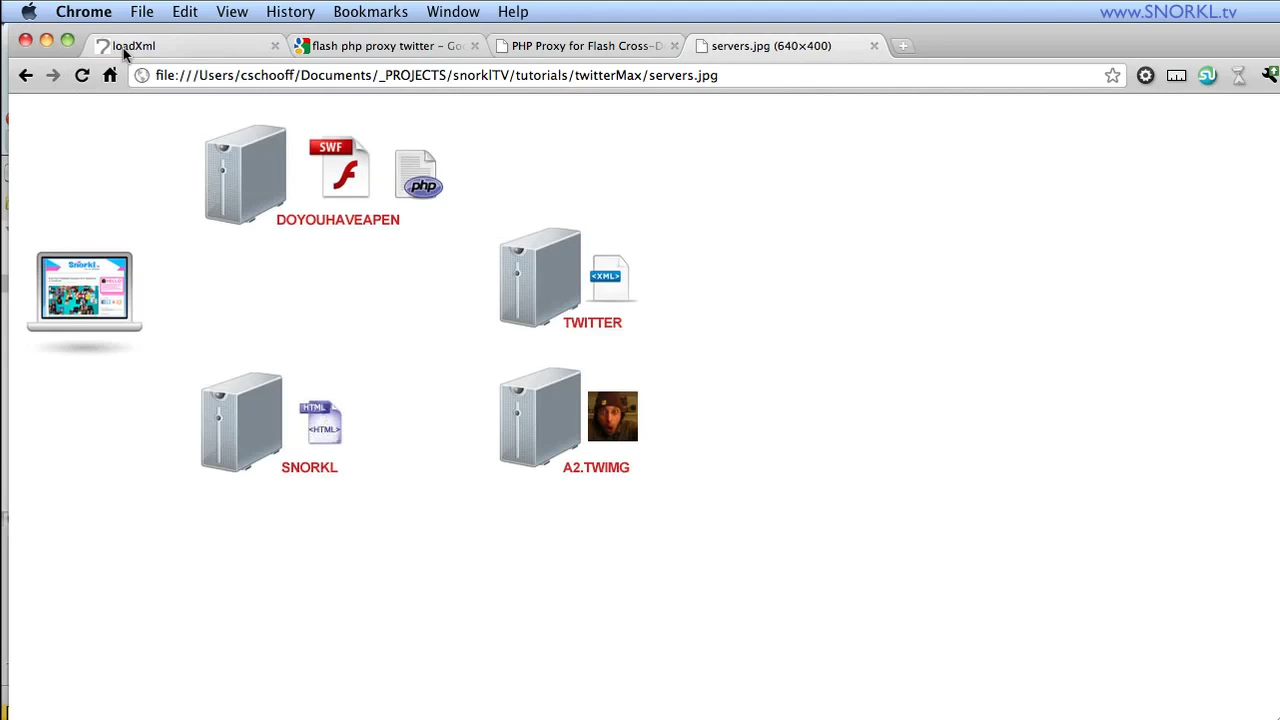 Chrome File Edit View History Bookmarks Window Help www.SNORKL.tv
loadXml flash php proxy twitter – Goo PHP Proxy for Flash Cross-D servers.jpg (640×400)
file:///Users/cschooff/Documents/_PROJECTS/snorklTV/tutorials/twitterMax/servers.jpg
SWF
php
DOYOUHAVEAPEN
Snorkl
<XML>
TWITTER
HTML
<HTML>
SNORKL
A2.TWIMG